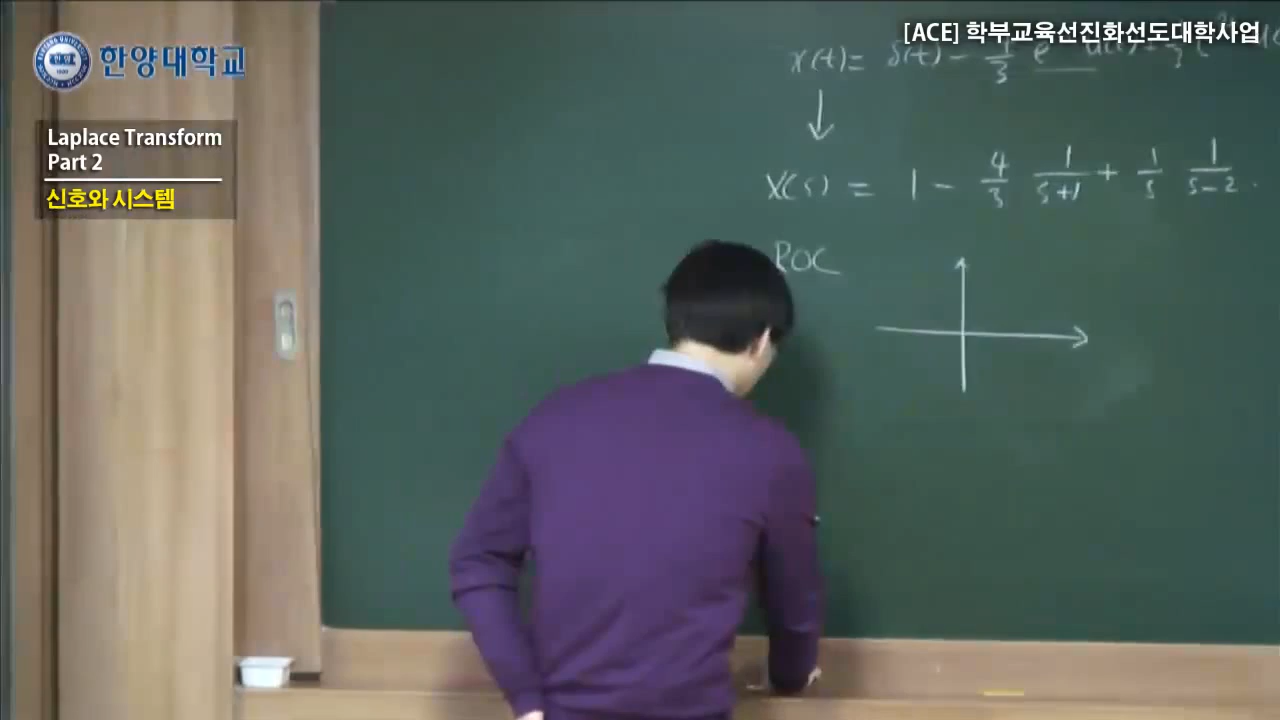 [ACE] 학부교육선진화선도대학사업
한양대학교
Laplace Transform
Part 2
신호와 시스템
x(t) = δ(t) -
X(s) = 1 - 4/3 1/s+1 + 1/3 1/s-2 .
ROC